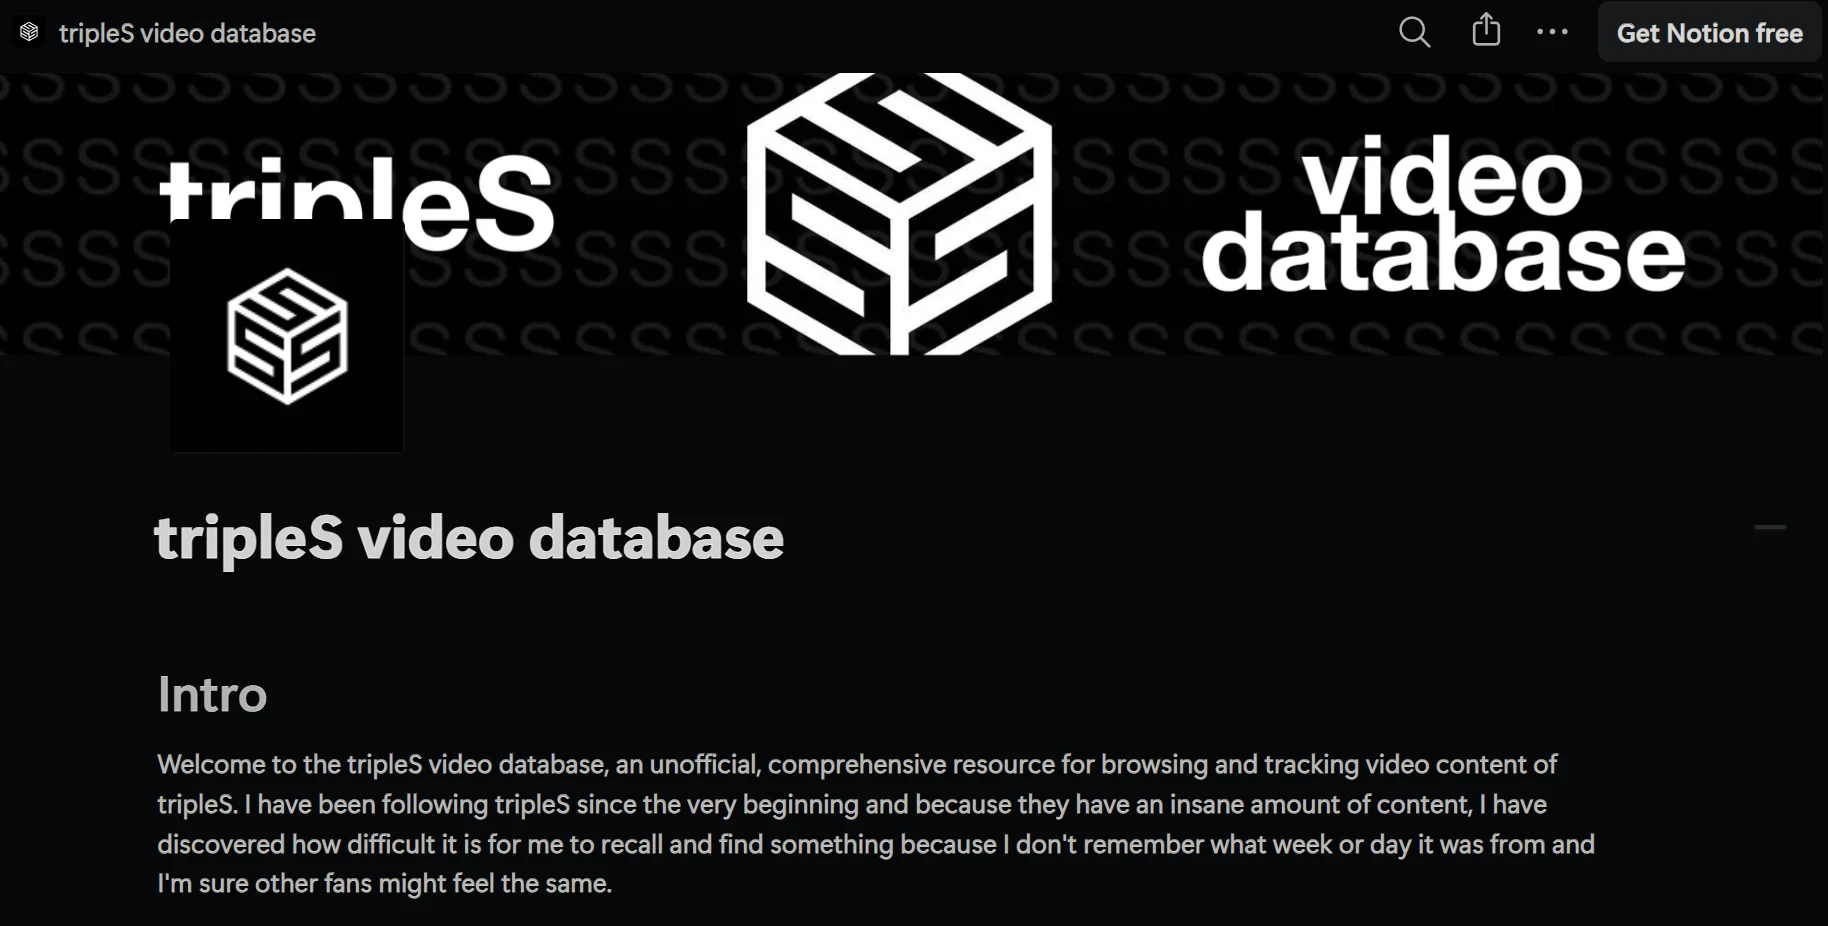 tripleS video database
Get Notion free
tripleS
video
database
tripleS video database
Intro
Welcome to the tripleS video database, an unofficial, comprehensive resource for browsing and tracking video content of
tripleS. I have been following tripleS since the very beginning and because they have an insane amount of content, I have
discovered how difficult it is for me to recall and find something because I don't remember what week or day it was from and
I'm sure other fans might feel the same.